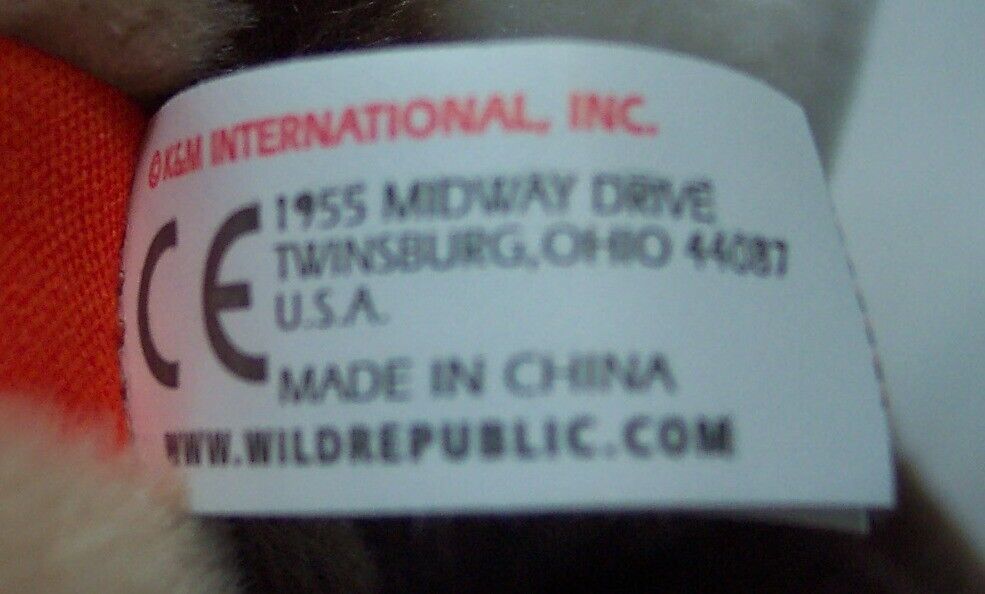 ©K&M INTERNATIONAL, INC.
CE
1955 MIDWAY DRIVE
TWINSBURG, OHIO 44087
U.S.A.
MADE IN CHINA
WWW.WILDREPUBLIC.COM